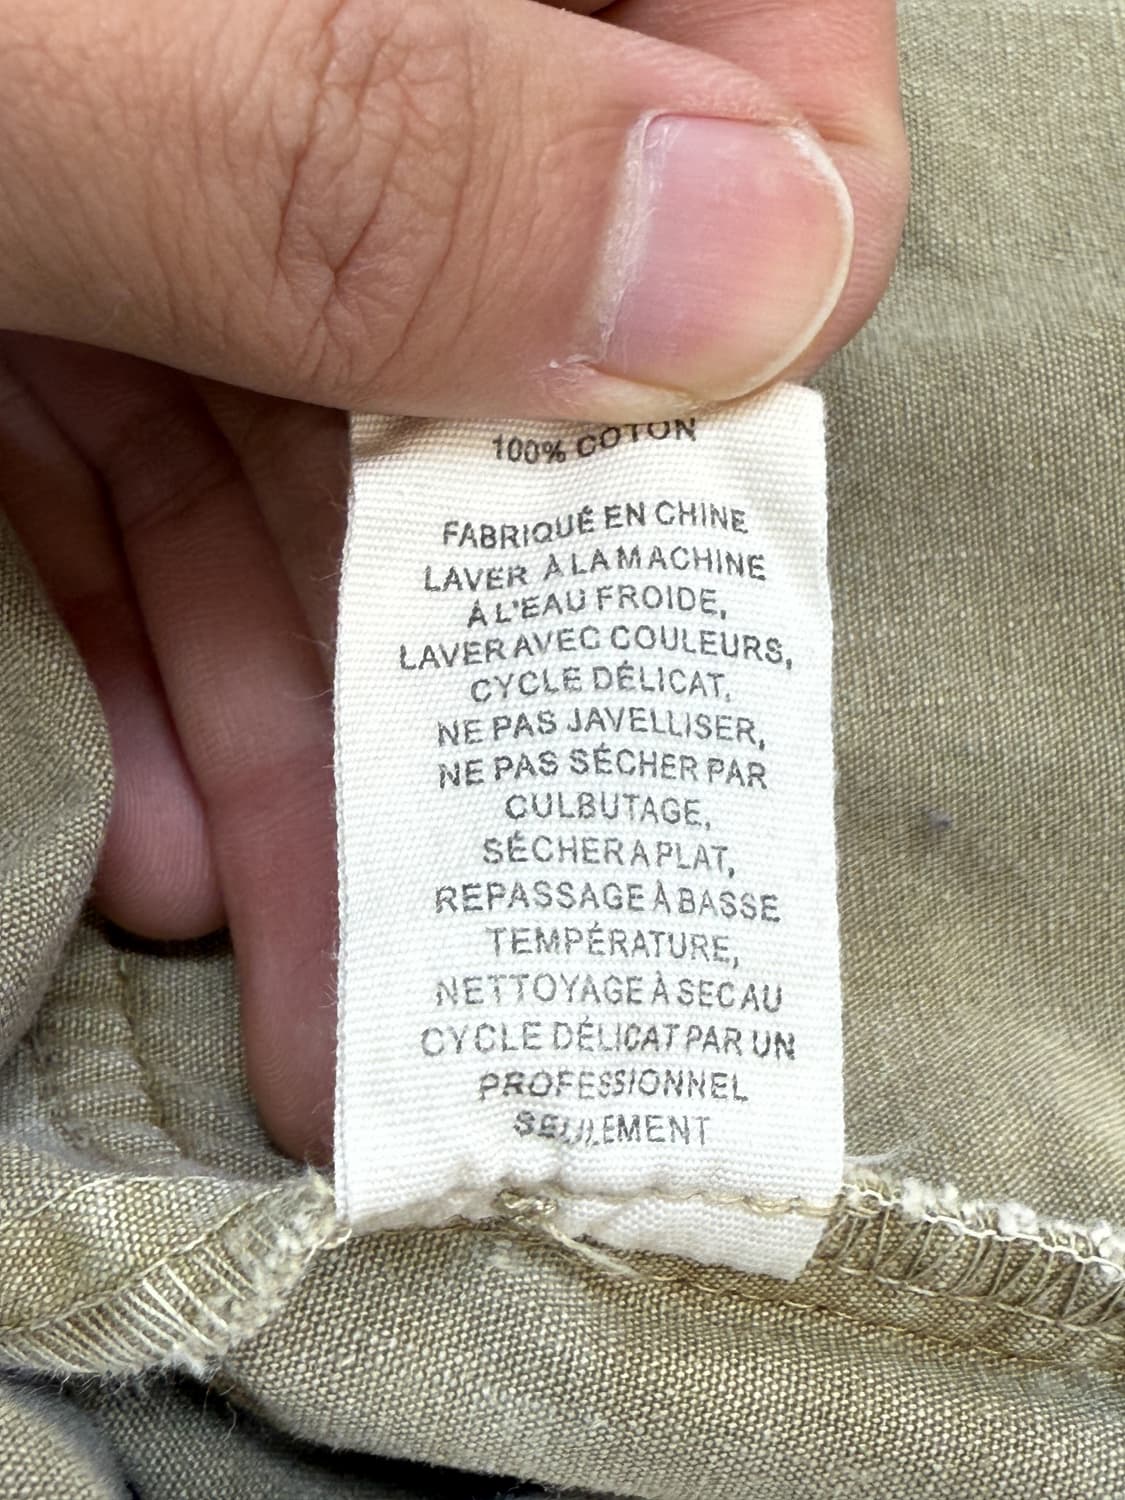 100% COTON
FABRIQUÉ EN CHINE
LAVER À LA MACHINE
À L'EAU FROIDE,
LAVER AVEC COULEURS,
CYCLE DÉLICAT,
NE PAS JAVELLISER,
NE PAS SÉCHER PAR
CULBUTAGE,
SÉCHER A PLAT,
REPASSAGE À BASSE
TEMPÉRATURE,
NETTOYAGE À SEC AU
CYCLE DÉLICAT PAR UN
PROFESSIONNEL
SEULEMENT